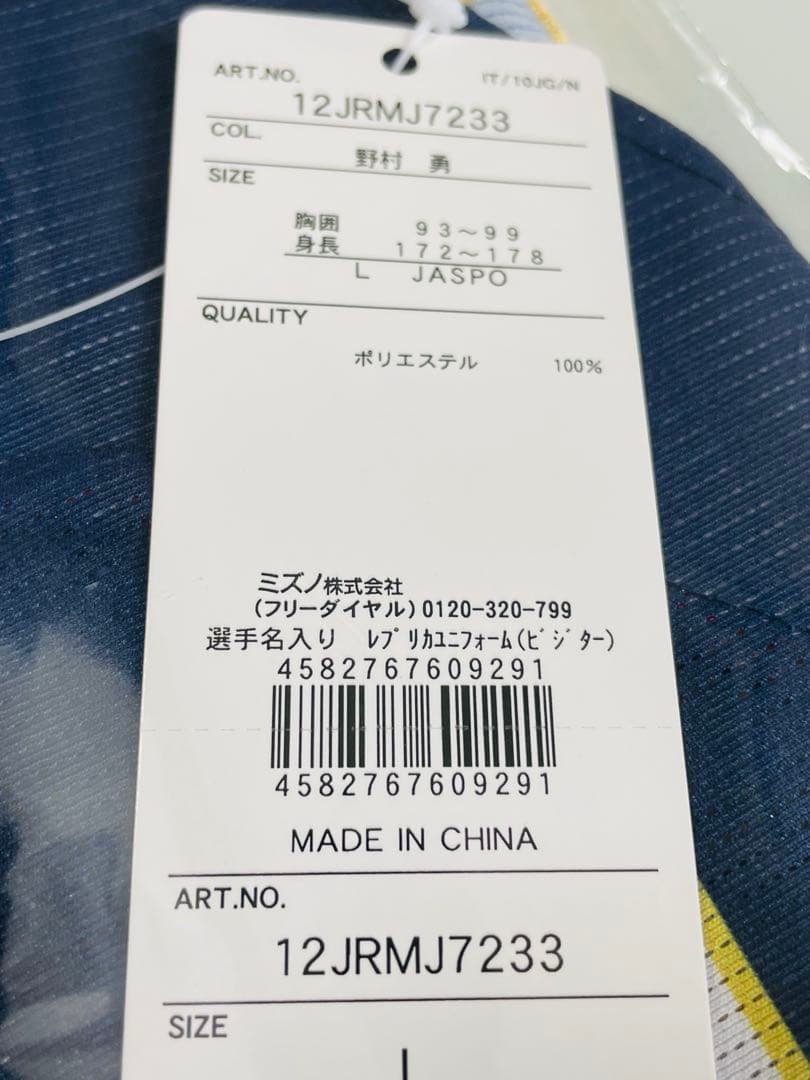 ART.NO. IT/10JG/N
12JRMJ7233
COL.
野村 勇
SIZE
胸囲 93～99
身長 172～178
L JASPO
QUALITY
ポリエステル 100%
ミズノ株式会社
(フリーダイヤル)0120-320-799
選手名入り ﾚﾌﾟﾘｶﾕﾆﾌｫｰﾑ(ﾋﾞｼﾞﾀｰ)
4582767609291
4582767609291
MADE IN CHINA
ART.NO.
12JRMJ7233
SIZE
L